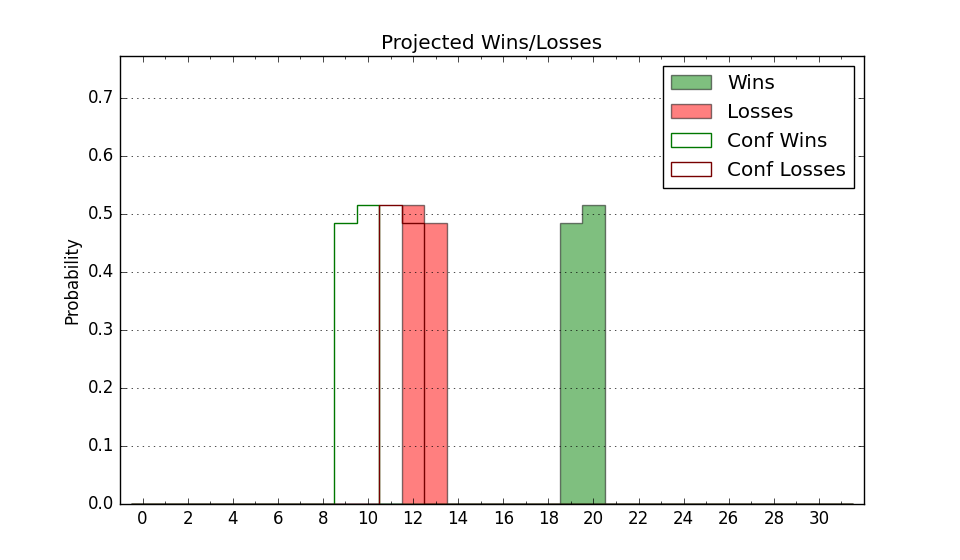 Projected Wins/Losses
Wins
Losses
Conf Wins
Conf Losses
Probability
0.7
0.6
0.5
0.4
0.3
0.2
0.1
0.0
0 2 4 6 8 10 12 14 16 18 20 22 24 26 28 30